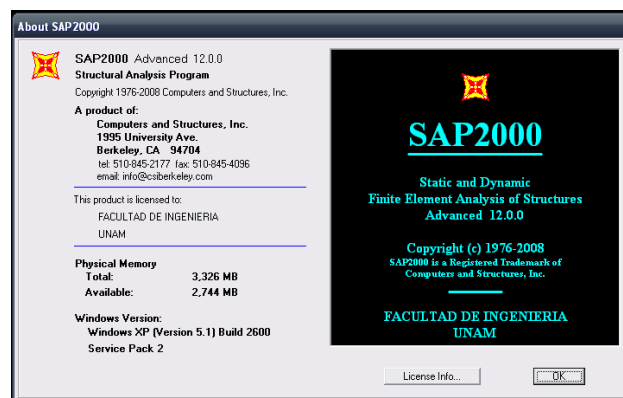 About SAP2000
SAP2000 Advanced 12.0.0
Structural Analysis Program
Copyright 1976-2008 Computers and Structures, Inc.
A product of:
Computers and Structures, Inc.
1995 University Ave.
Berkeley, CA 94704
tel: 510-845-2177 fax: 510-845-4096
email: info@csiberkeley.com
This product is licensed to:
FACULTAD DE INGENIERIA
UNAM
Physical Memory
Total: 3,326 MB
Available: 2,744 MB
Windows Version:
Windows XP (Version 5.1) Build 2600
Service Pack 2
SAP2000
Static and Dynamic
Finite Element Analysis of Structures
Advanced 12.0.0
Copyright (c) 1976-2008
SAP2000 is a Registered Trademark of
Computers and Structures, Inc.
FACULTAD DE INGENIERIA
UNAM
License Info...
OK